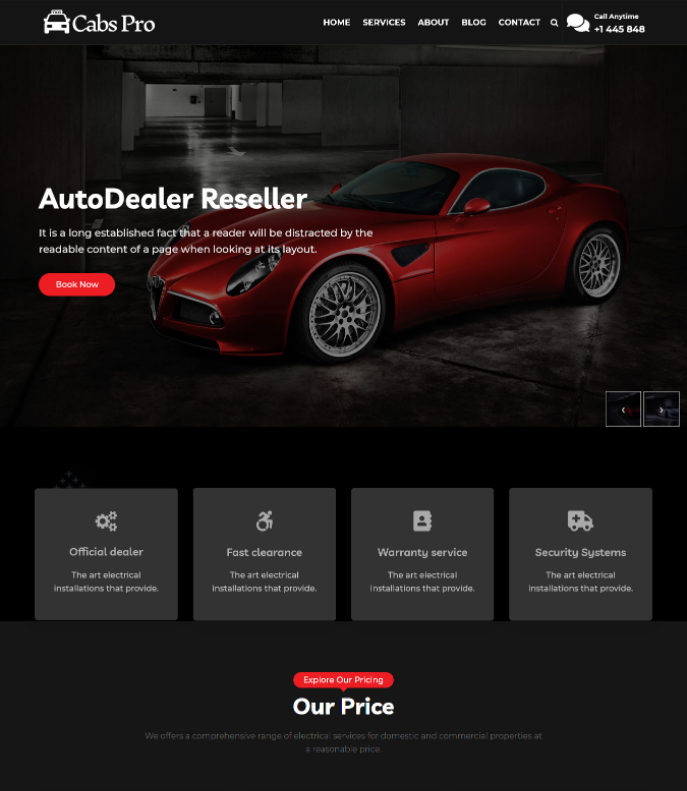 Cabs Pro
HOME SERVICES ABOUT BLOG CONTACT
Call Anytime
+1 445 848
AutoDealer Reseller
It is a long established fact that a reader will be distracted by the
readable content of a page when looking at its layout.
Book Now
Official dealer
The art electrical
installations that provide.
Fast clearance
The art electrical
installations that provide.
Warranty service
The art electrical
installations that provide.
Security Systems
The art electrical
installations that provide.
Explore Our Pricing
Our Price
We offers a comprehensive range of electrical services for domestic and commercial properties at
a reasonable price.